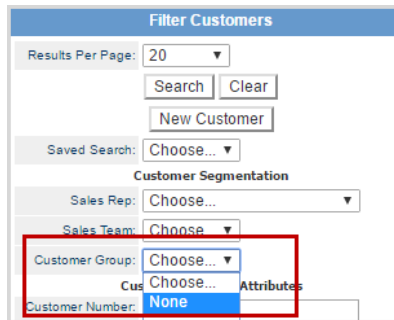 Filter Customers
Results Per Page: 20 ▼
Search Clear
New Customer
Saved Search: Choose... ▼
Customer Segmentation
Sales Rep: Choose... ▼
Sales Team: Choose... ▼
Customer Group: Choose... ▼
Choose...
Cus Attributes
None
Customer Number: